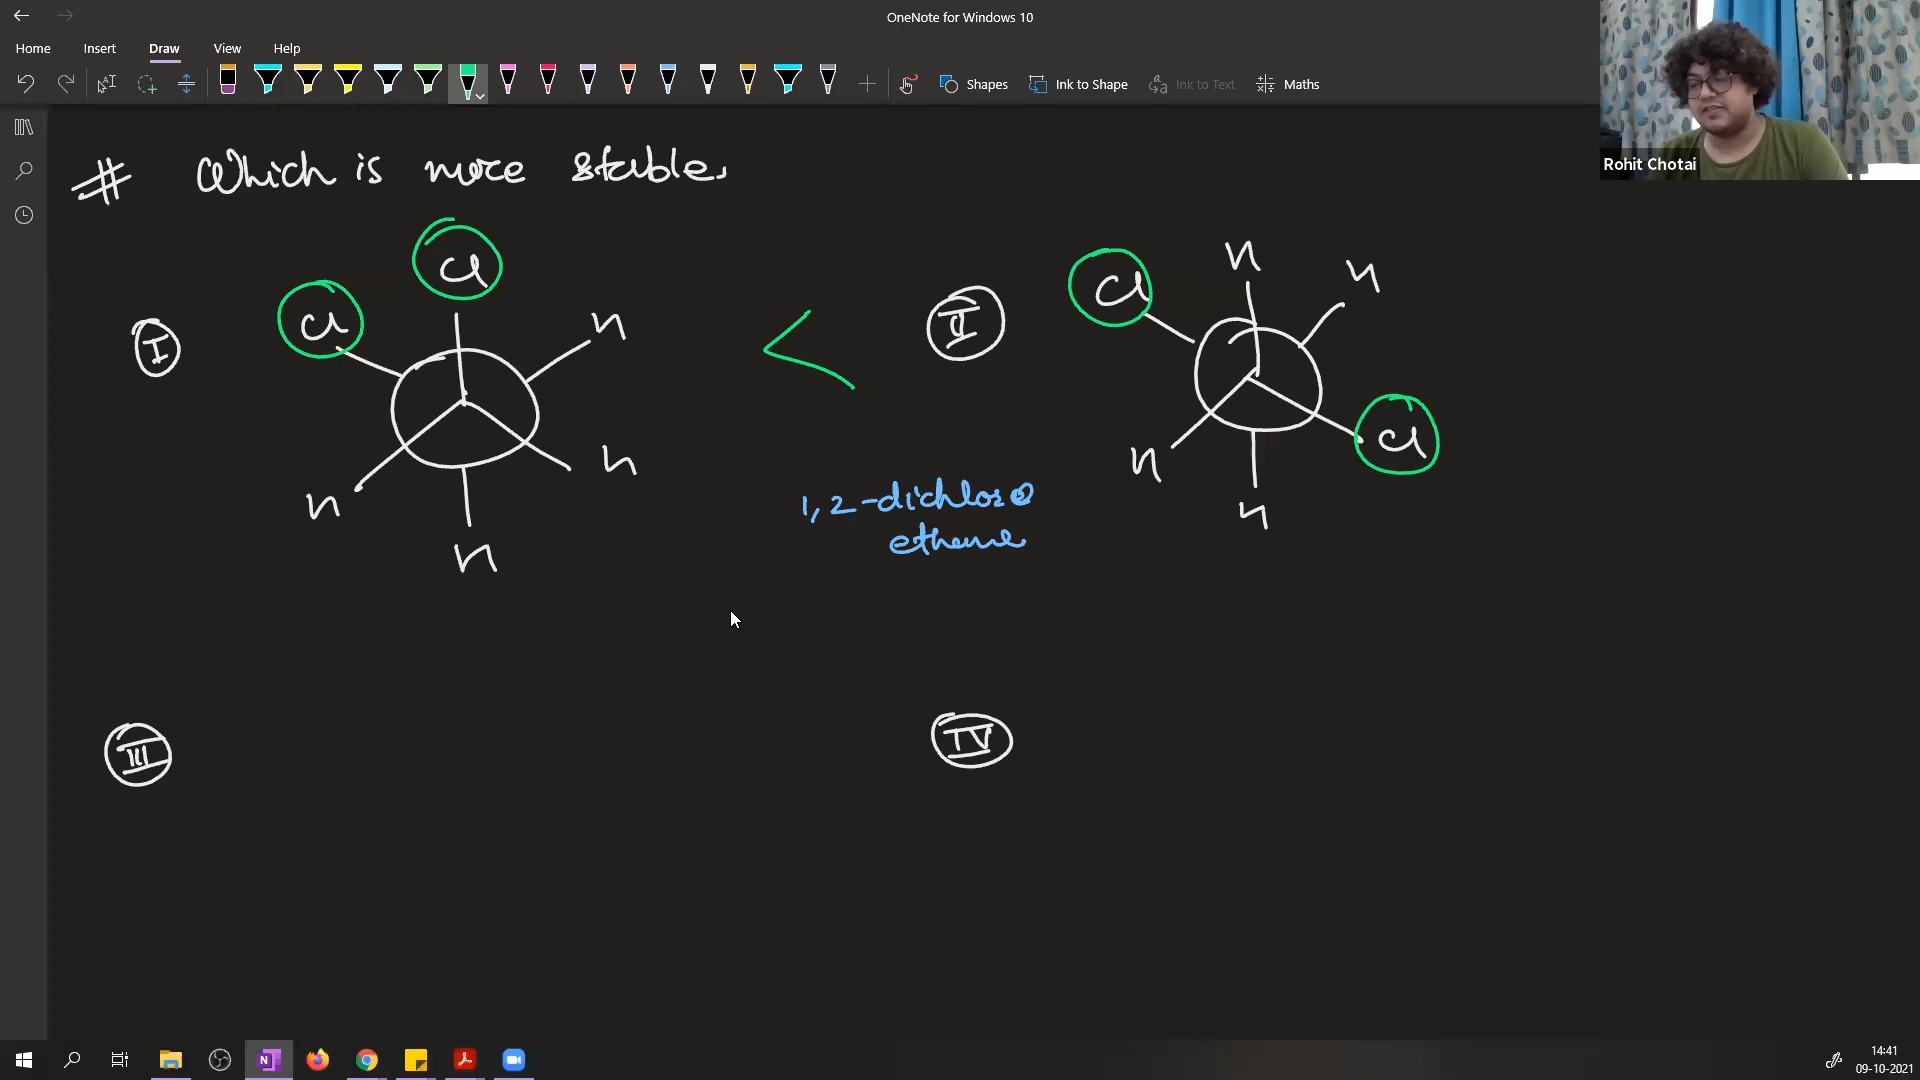 OneNote for Windows 10
Home Insert Draw View Help
Shapes Ink to Shape Ink to Text Maths
Rohit Chotai
# Which is more stable.
I
Cl Cl H H H H
<
II
Cl H H Cl H H
1,2-dichloro
ethane
III
IV
14:41
09-10-2021